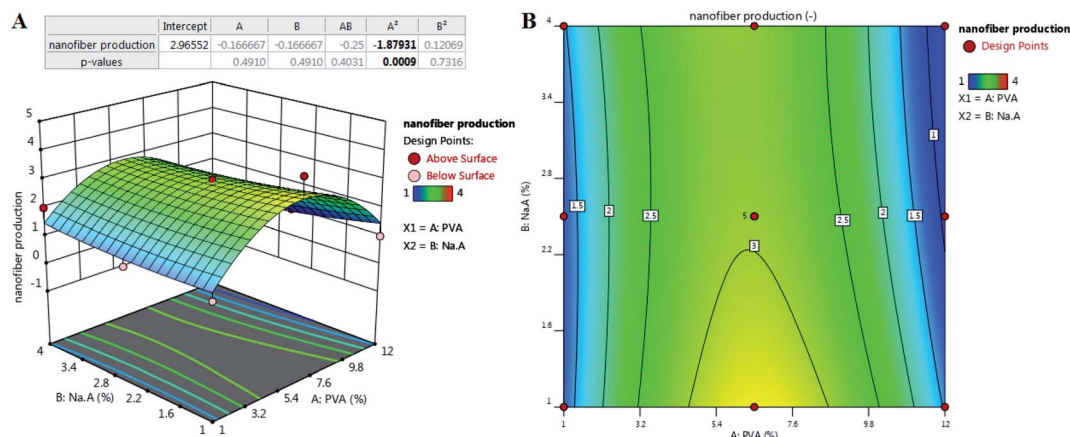 A
Intercept A B AB A² B²
nanofiber production 2.96552 -0.166667 -0.166667 -0.25 -1.87931 0.12069
p-values 0.4910 0.4910 0.4031 0.0009 0.7316
5
4
3
2
1
0
-1
nanofiber production
4
3.4
2.8
2.2
1.6
1
B: Na.A (%)
1
3.2
5.4
7.6
9.8
12
A: PVA (%)
nanofiber production
Design Points:
Above Surface
Below Surface
1 4
X1 = A: PVA
X2 = B: Na.A
B
nanofiber production (-)
4
3.4
2.8
2.2
1.6
1
B: Na.A (%)
1.5
2
2.5
5
3
2.5
2
1.5
1
1 3.2 5.4 7.6 9.8 12
A: PVA (%)
nanofiber production
Design Points
1 4
X1 = A: PVA
X2 = B: Na.A